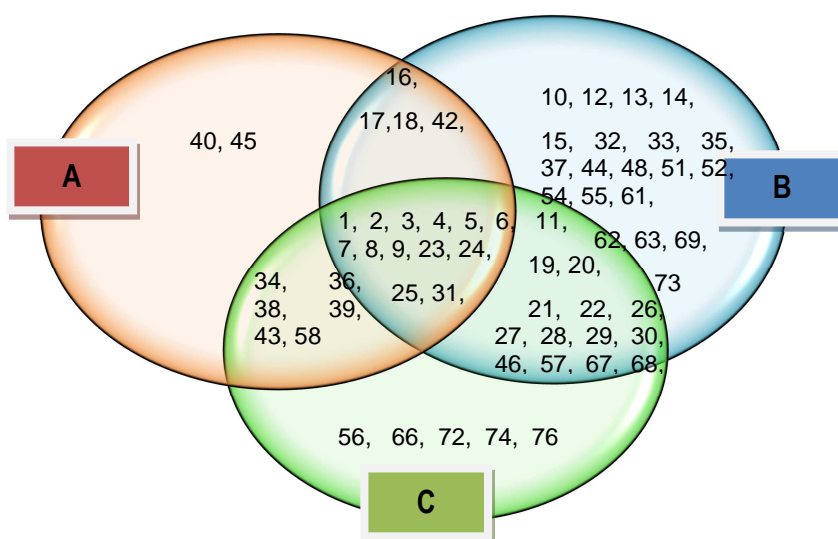 16,
17,18, 42,
10, 12, 13, 14,
15, 32, 33, 35,
37, 44, 48, 51, 52,
54, 55, 61,
62, 63, 69,
73
40, 45
A
B
1, 2, 3, 4, 5, 6, 11,
7, 8, 9, 23, 24,
25, 31,
19, 20,
21, 22, 26,
27, 28, 29, 30,
46, 57, 67, 68,
34, 36,
38, 39,
43, 58
56, 66, 72, 74, 76
C